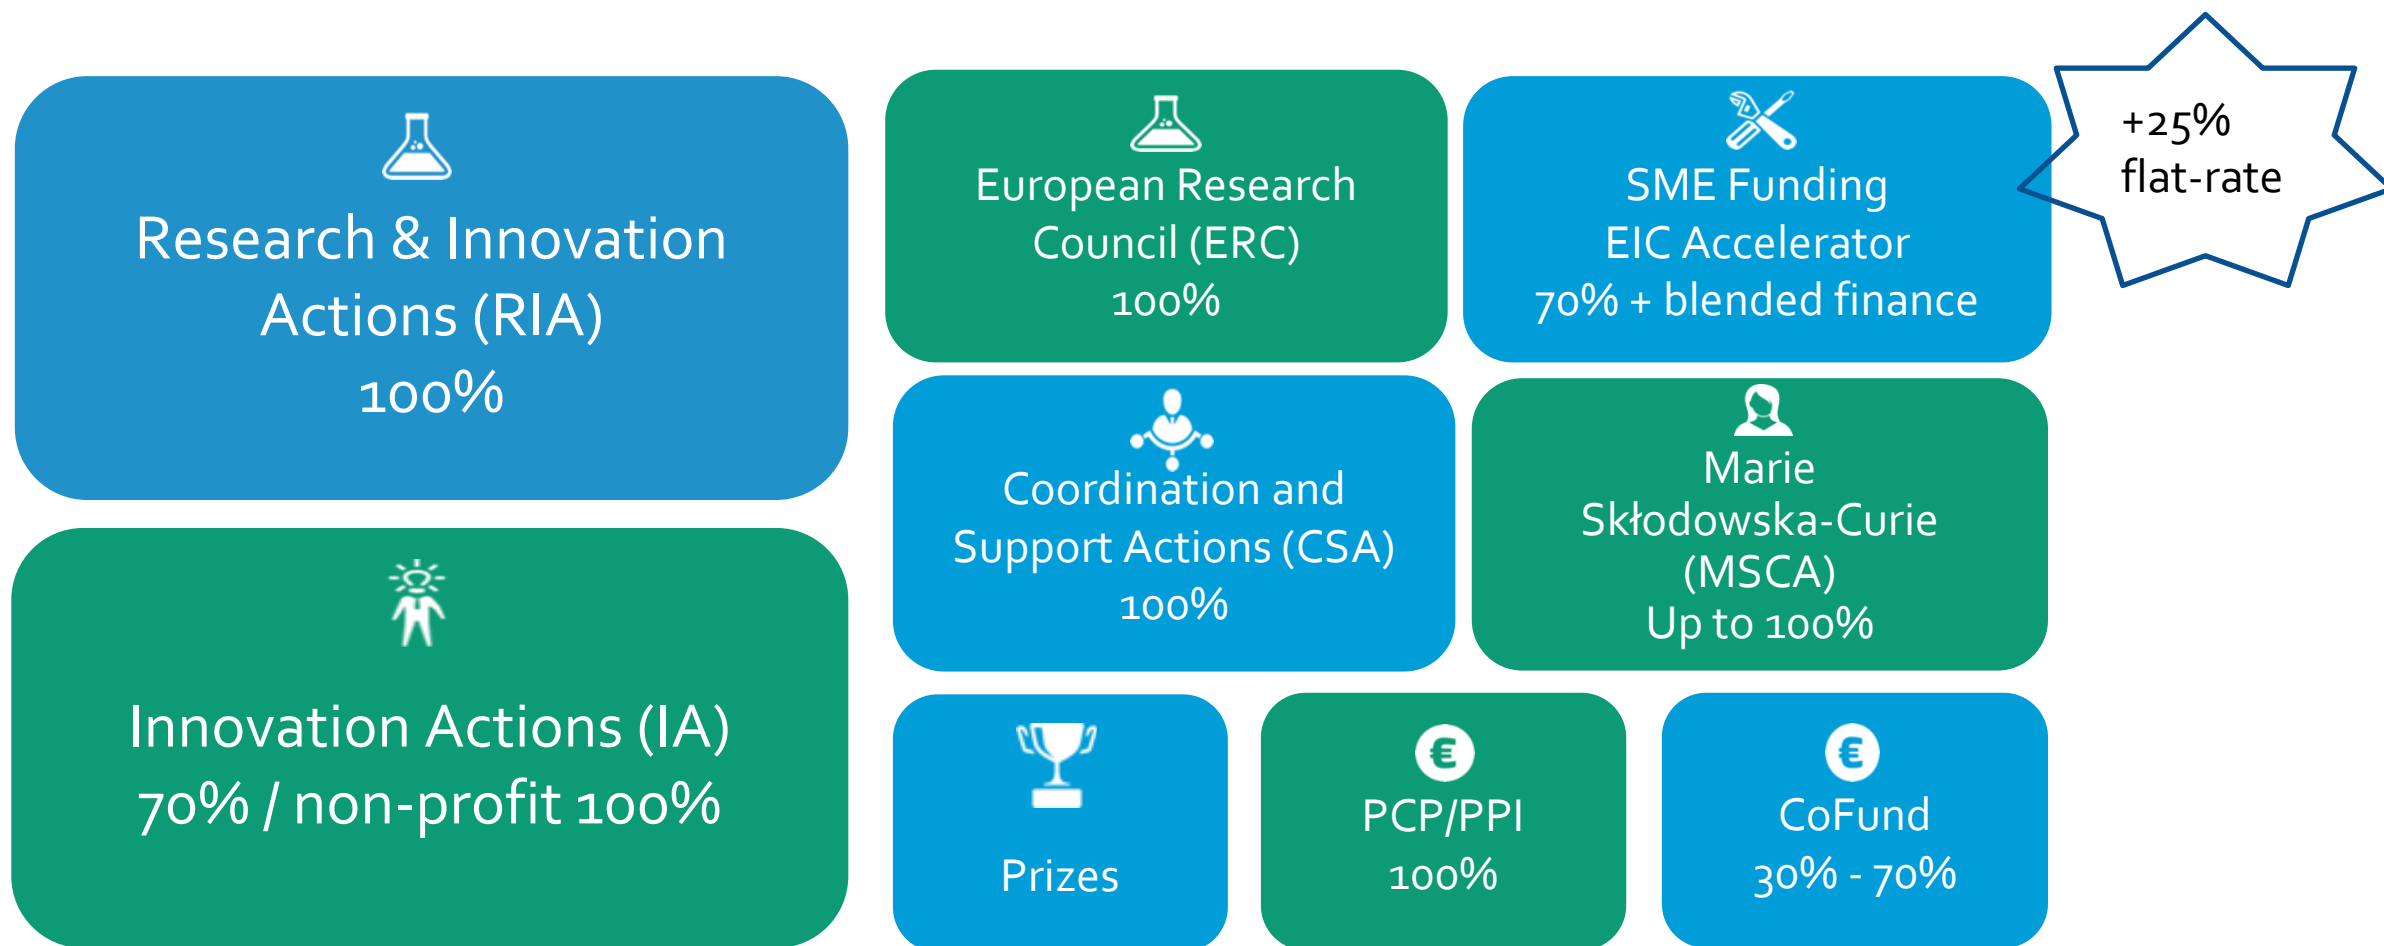 Research & Innovation
Actions (RIA)
100%
Innovation Actions (IA)
70% / non-profit 100%
European Research
Council (ERC)
100%
SME Funding
EIC Accelerator
70% + blended finance
+25%
flat-rate
Coordination and
Support Actions (CSA)
100%
Marie
Skłodowska-Curie
(MSCA)
Up to 100%
Prizes
€
PCP/PPI
100%
€
CoFund
30% - 70%